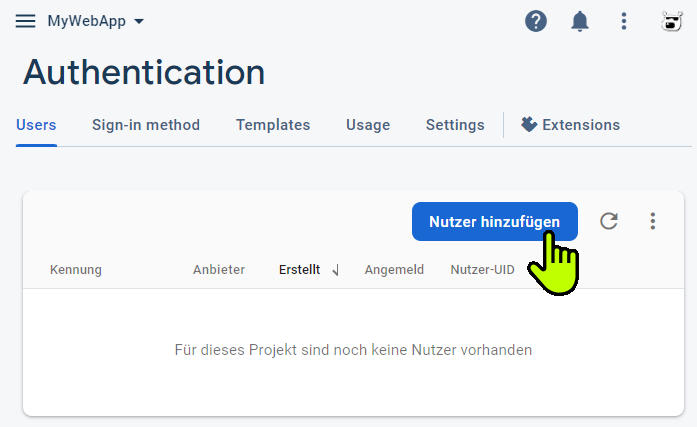 MyWebApp
Authentication
Users Sign-in method Templates Usage Settings Extensions
Nutzer hinzufügen
Kennung Anbieter Erstellt Angemeld Nutzer-UID
Für dieses Projekt sind noch keine Nutzer vorhanden